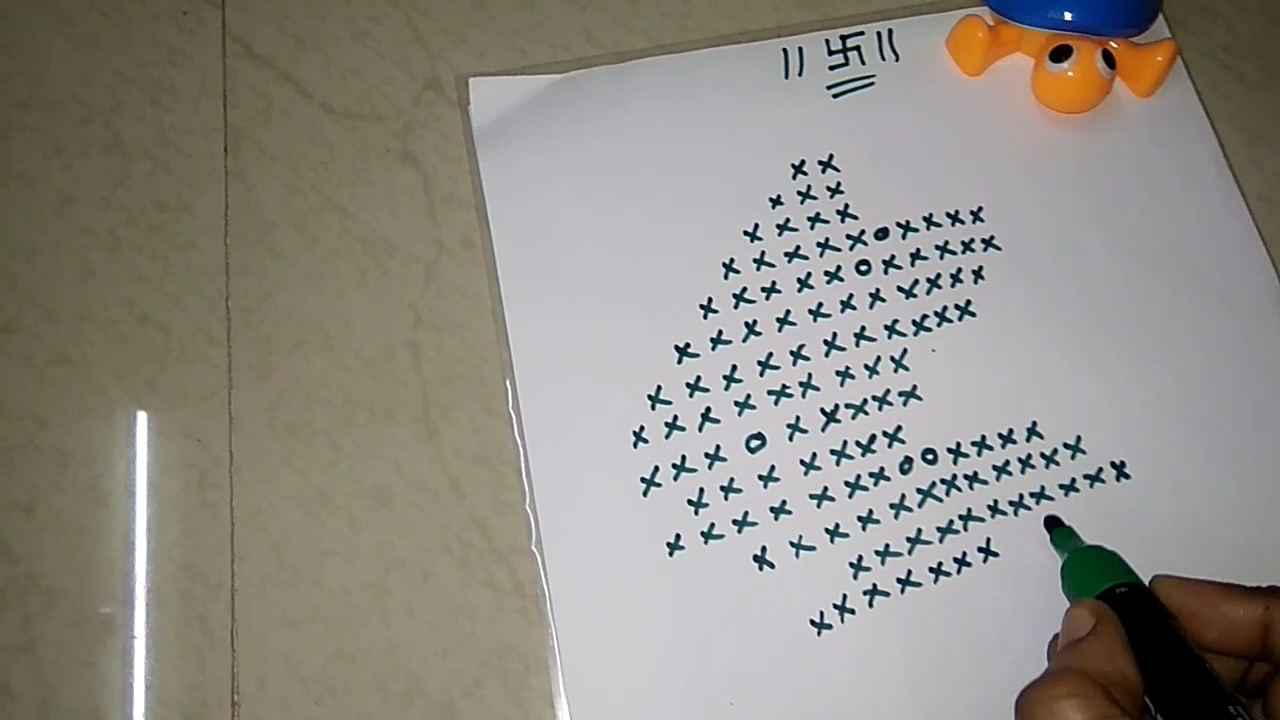 || 卐 ||
x x
x x x
x x x x
x x x x x o x x x x
x x x x x o x x x x x
x x x x x x x x x x x
x x x x x x x x x x x
x x x x x x x x x
x x x o x x x x x
x x x x x x x
x x x x x x x o o x x x x
x x x x x x x x x x x x
x x x x x x x x x x x
x x x x x x x